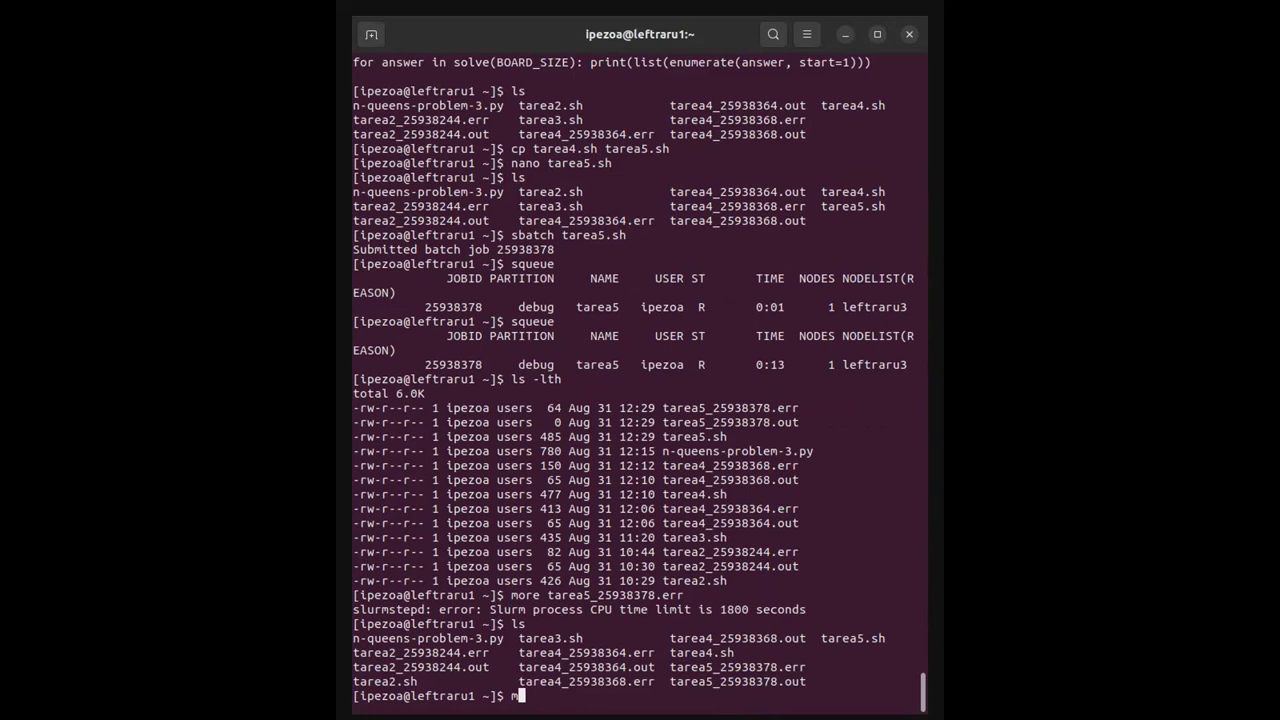 ipezoa@leftraru1:~
for answer in solve(BOARD_SIZE): print(list(enumerate(answer, start=1)))
[ipezoa@leftraru1 ~]$ ls
n-queens-problem-3.py  tarea2.sh            tarea4_25938364.out  tarea4.sh
tarea2_25938244.err    tarea3.sh            tarea4_25938368.err
tarea2_25938244.out    tarea4_25938364.err  tarea4_25938368.out
[ipezoa@leftraru1 ~]$ cp tarea4.sh tarea5.sh
[ipezoa@leftraru1 ~]$ nano tarea5.sh
[ipezoa@leftraru1 ~]$ ls
n-queens-problem-3.py  tarea2.sh            tarea4_25938364.out  tarea4.sh
tarea2_25938244.err    tarea3.sh            tarea4_25938368.err  tarea5.sh
tarea2_25938244.out    tarea4_25938364.err  tarea4_25938368.out
[ipezoa@leftraru1 ~]$ sbatch tarea5.sh
Submitted batch job 25938378
[ipezoa@leftraru1 ~]$ squeue
             JOBID PARTITION     NAME     USER ST       TIME  NODES NODELIST(R
EASON)
          25938378     debug   tarea5   ipezoa  R       0:01      1 leftraru3
[ipezoa@leftraru1 ~]$ squeue
             JOBID PARTITION     NAME     USER ST       TIME  NODES NODELIST(R
EASON)
          25938378     debug   tarea5   ipezoa  R       0:13      1 leftraru3
[ipezoa@leftraru1 ~]$ ls -lth
total 6.0K
-rw-r--r-- 1 ipezoa users  64 Aug 31 12:29 tarea5_25938378.err
-rw-r--r-- 1 ipezoa users   0 Aug 31 12:29 tarea5_25938378.out
-rw-r--r-- 1 ipezoa users 485 Aug 31 12:29 tarea5.sh
-rw-r--r-- 1 ipezoa users 780 Aug 31 12:15 n-queens-problem-3.py
-rw-r--r-- 1 ipezoa users 150 Aug 31 12:12 tarea4_25938368.err
-rw-r--r-- 1 ipezoa users  65 Aug 31 12:10 tarea4_25938368.out
-rw-r--r-- 1 ipezoa users 477 Aug 31 12:10 tarea4.sh
-rw-r--r-- 1 ipezoa users 413 Aug 31 12:06 tarea4_25938364.err
-rw-r--r-- 1 ipezoa users  65 Aug 31 12:06 tarea4_25938364.out
-rw-r--r-- 1 ipezoa users 435 Aug 31 11:20 tarea3.sh
-rw-r--r-- 1 ipezoa users  82 Aug 31 10:44 tarea2_25938244.err
-rw-r--r-- 1 ipezoa users  65 Aug 31 10:30 tarea2_25938244.out
-rw-r--r-- 1 ipezoa users 426 Aug 31 10:29 tarea2.sh
[ipezoa@leftraru1 ~]$ more tarea5_25938378.err
slurmstepd: error: Slurm process CPU time limit is 1800 seconds
[ipezoa@leftraru1 ~]$ ls
n-queens-problem-3.py  tarea3.sh            tarea4_25938368.out  tarea5.sh
tarea2_25938244.err    tarea4_25938364.err  tarea4.sh
tarea2_25938244.out    tarea4_25938364.out  tarea5_25938378.err
tarea2.sh              tarea4_25938368.err  tarea5_25938378.out
[ipezoa@leftraru1 ~]$ m